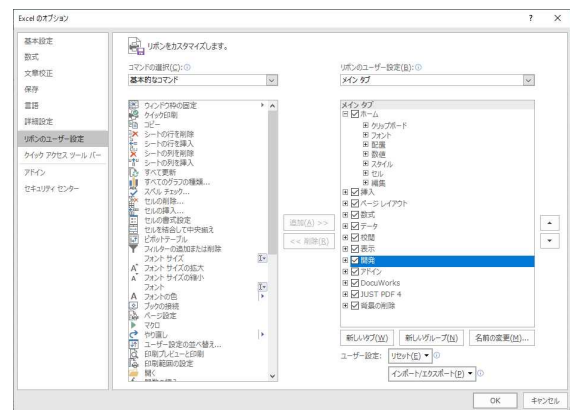 Excel のオプション
? ×
基本設定
数式
文章校正
保存
言語
詳細設定
リボンのユーザー設定
クイック アクセス ツール バー
アドイン
セキュリティ センター
リボンをカスタマイズします。
コマンドの選択(C):
基本的なコマンド
ウィンドウ枠の固定
クイック印刷
コピー
シートの行を削除
シートの行を挿入
シートの列を削除
シートの列を挿入
すべて更新
すべてのグラフの種類...
スペル チェック...
セルの削除...
セルの挿入...
セルの書式設定
セルを結合して中央揃え
ピボットテーブル
フィルターの追加または削除
フォント サイズ
フォント サイズの拡大
フォント サイズの縮小
フォント
フォントの色
ブックの接続
ページ設定
マクロ
やり直し
ユーザー設定の並べ替え...
印刷プレビューと印刷
印刷範囲の設定
開く
追加(A) >>
<< 削除(R)
リボンのユーザー設定(B):
メイン タブ
メイン タブ
ホーム
クリップボード
フォント
配置
数値
スタイル
セル
編集
挿入
ページ レイアウト
数式
データ
校閲
表示
開発
アドイン
DocuWorks
JUST PDF 4
背景の削除
新しいタブ(W) 新しいグループ(N) 名前の変更(M)...
ユーザー設定: リセット(E)
インポート/エクスポート(P)
OK キャンセル